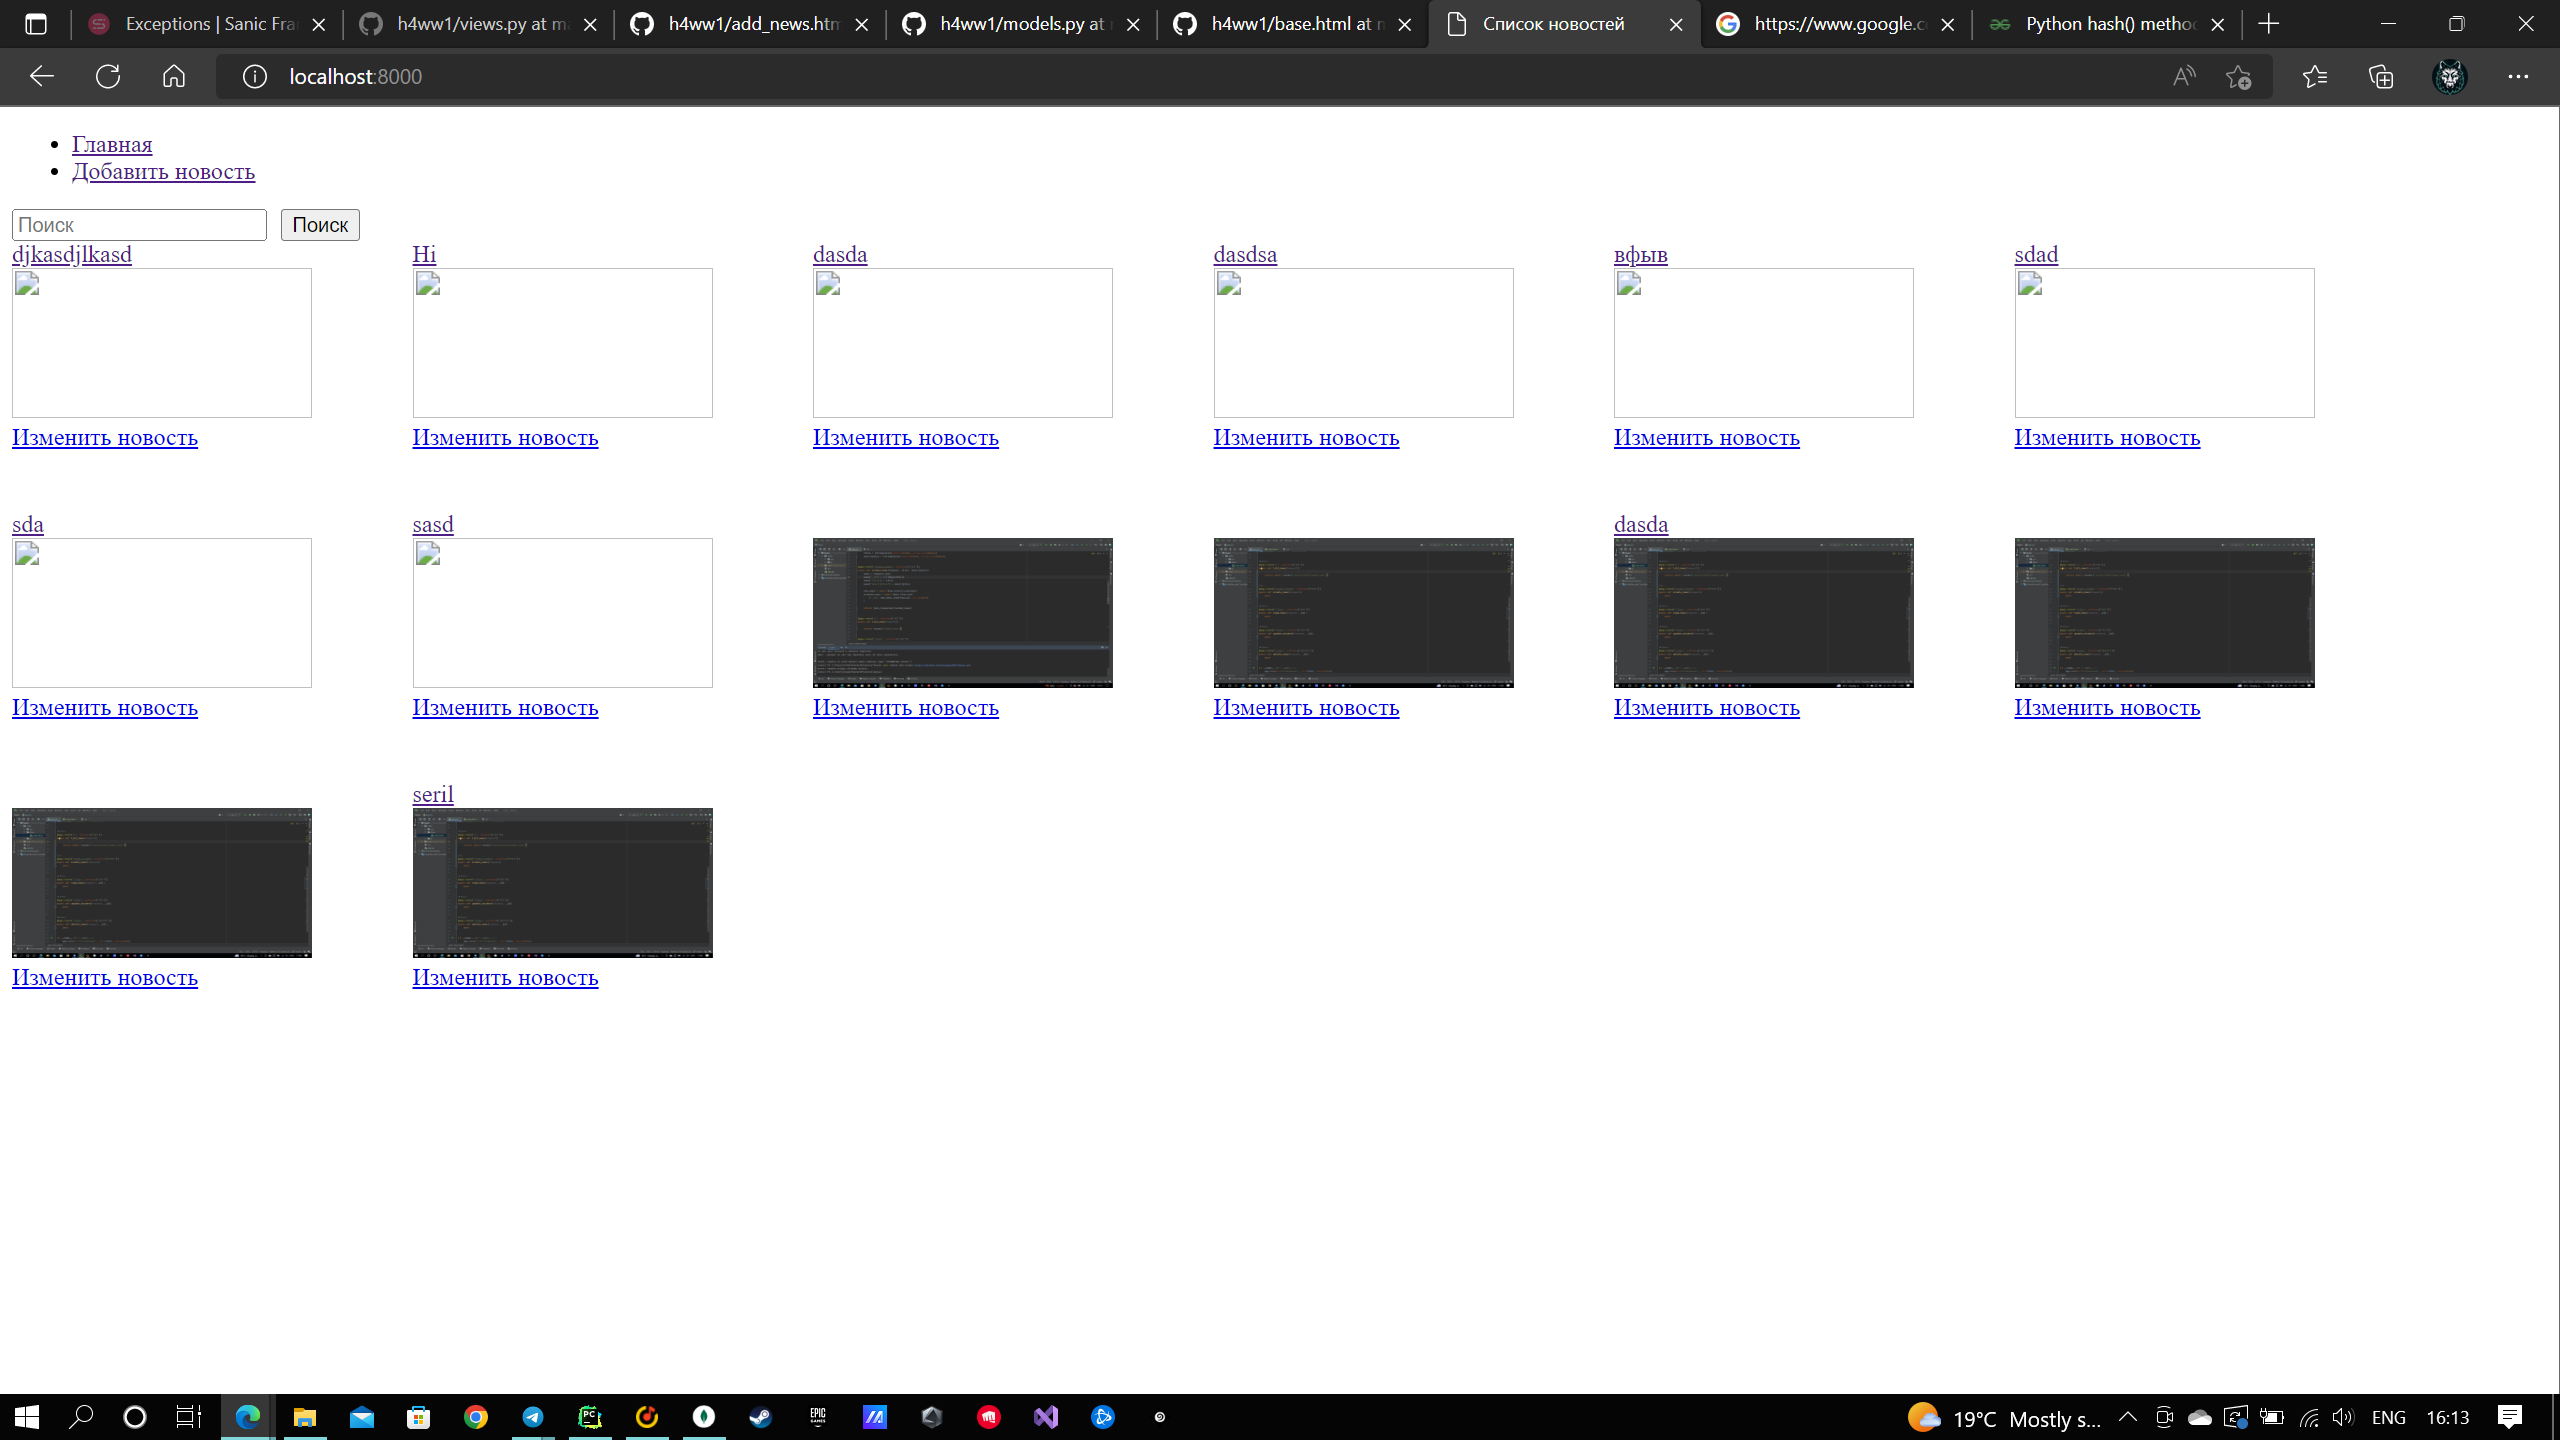 Exceptions | Sanic Fra
h4ww1/views.py at ma
h4ww1/add_news.htm
h4ww1/models.py at
h4ww1/base.html at m
Список новостей
https://www.google.c
Python hash() metho
localhost:8000
Главная
Добавить новость
Поиск Поиск
djkasdjlkasd Hi dasda dasdsa вфыв sdad
Изменить новость Изменить новость Изменить новость Изменить новость Изменить новость Изменить новость
sda sasd dasda
Изменить новость Изменить новость Изменить новость Изменить новость Изменить новость Изменить новость
seril
Изменить новость Изменить новость
19°C Mostly s... ENG 16:13